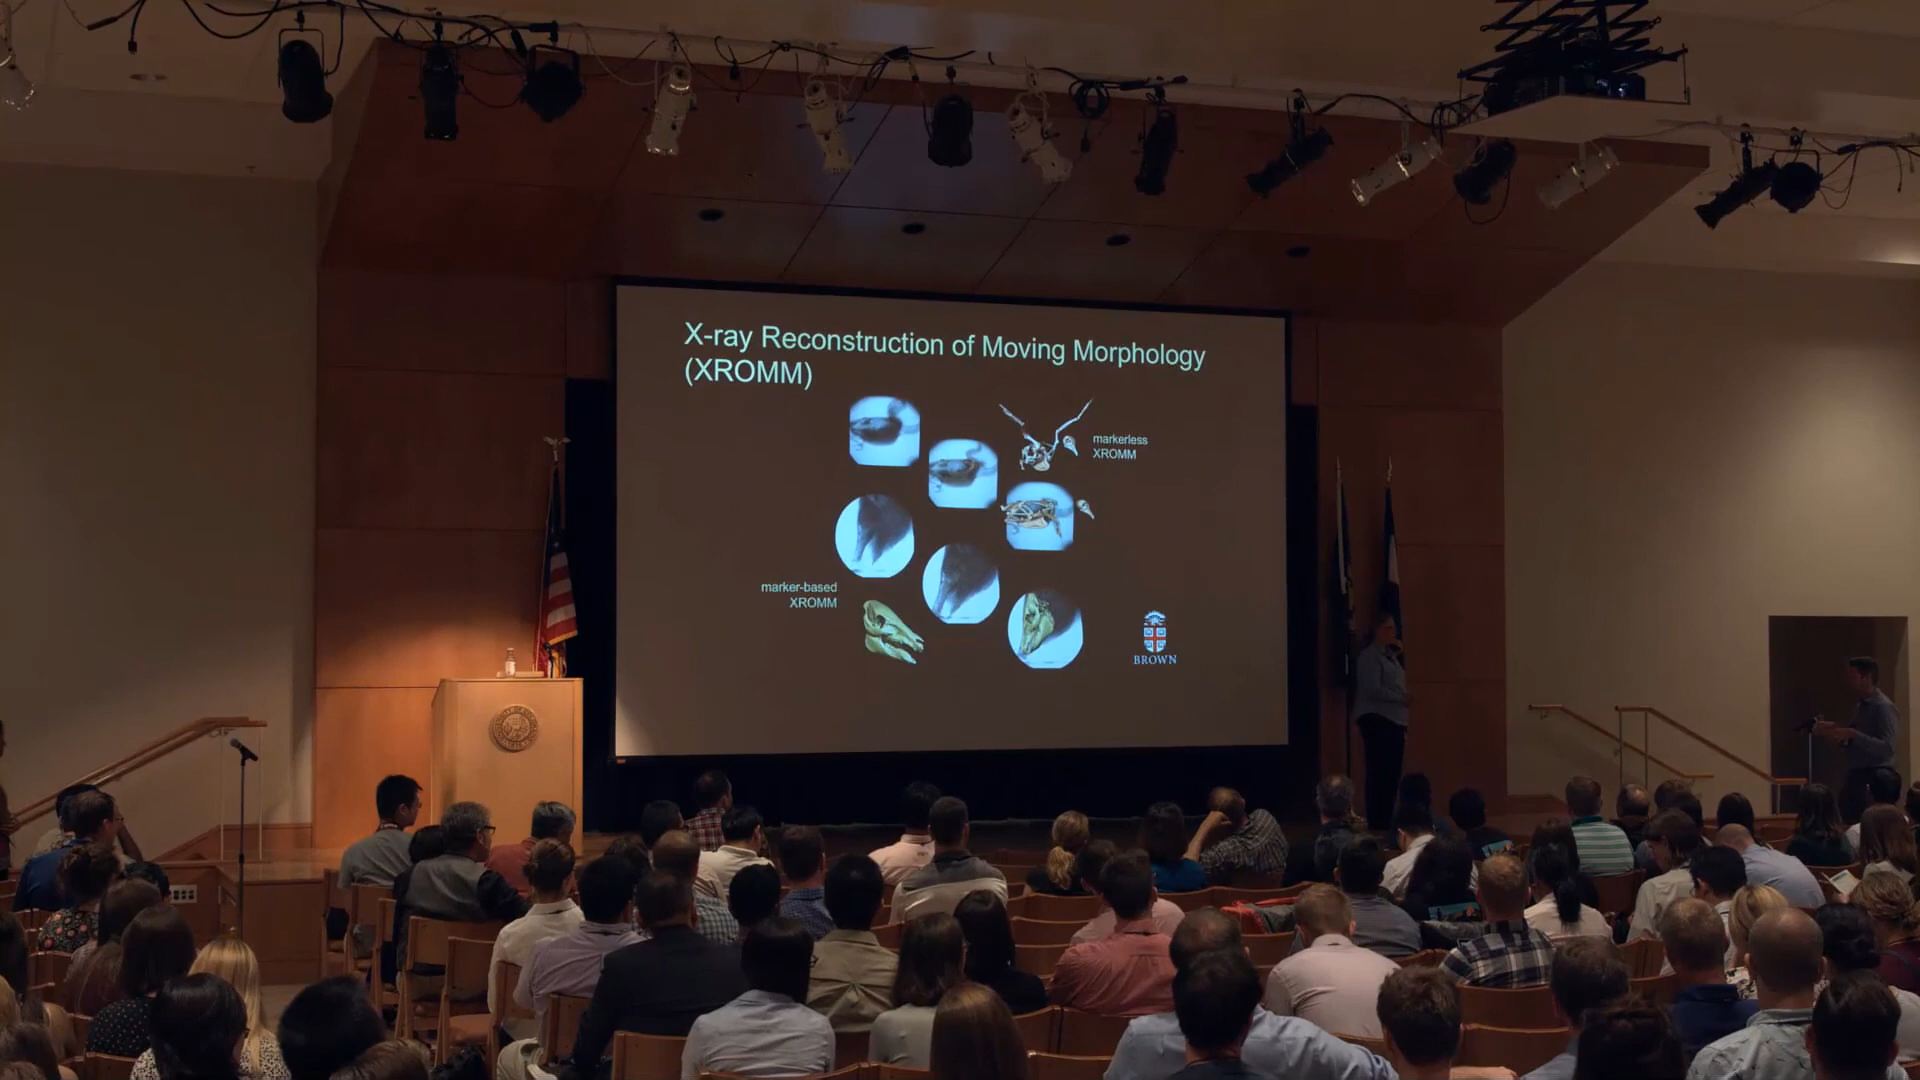 X-ray Reconstruction of Moving Morphology
(XROMM)
markerless
XROMM
marker-based
XROMM
BROWN